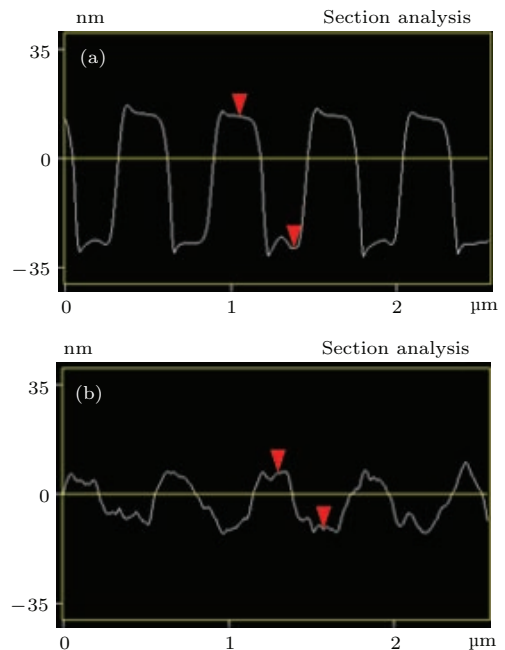 nm Section analysis
35
(a)
0
−35
0 1 2 μm
nm Section analysis
35
(b)
0
−35
0 1 2 μm